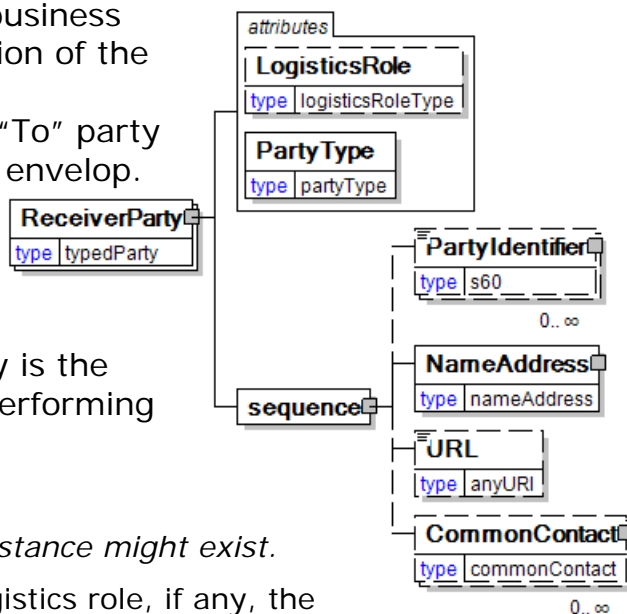 business
ion of the
“To” party
envelop.
y is the
erforming
stance might exist.
gistics role, if any, the
attributes
LogisticsRole
type logisticsRoleType
PartyType
type partyType
ReceiverParty
type typedParty
sequence
PartyIdentifier
type s60
0.. ∞
NameAddress
type nameAddress
URL
type anyURI
CommonContact
type commonContact
0.. ∞